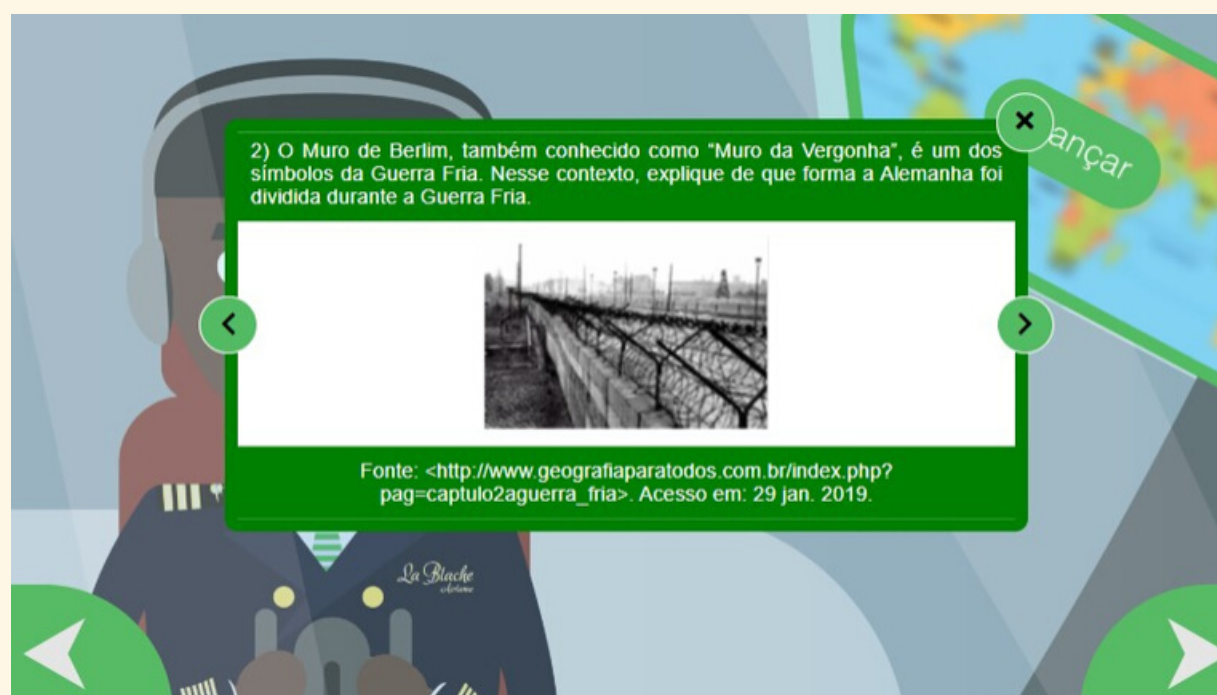 2) O Muro de Berlim, também conhecido como “Muro da Vergonha”, é um dos
símbolos da Guerra Fria. Nesse contexto, explique de que forma a Alemanha foi
dividida durante a Guerra Fria.
ançar
Fonte: <http://www.geografiaparatodos.com.br/index.php?
pag=captulo2aguerra_fria>. Acesso em: 29 jan. 2019.
La Blache